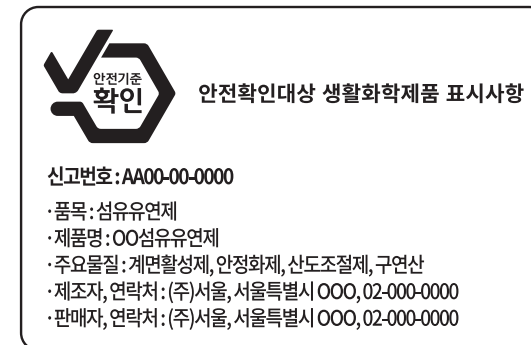 안전기준
확인
안전확인대상 생활화학제품 표시사항
신고번호 : AA00-00-0000
· 품목 : 섬유유연제
· 제품명 : OO섬유유연제
· 주요물질 : 계면활성제, 안정화제, 산도조절제, 구연산
· 제조자, 연락처 : (주)서울, 서울특별시 OOO, 02-000-0000
· 판매자, 연락처 : (주)서울, 서울특별시 OOO, 02-000-0000